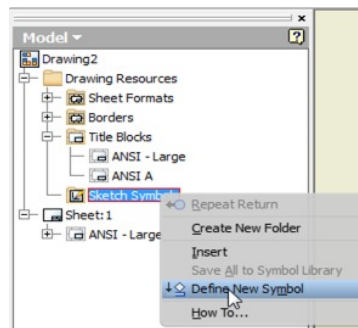 Model
Drawing2
Drawing Resources
Sheet Formats
Borders
Title Blocks
ANSI - Large
ANSI A
Sketch Symb
Sheet:1
ANSI - Large
Repeat Return
Create New Folder
Insert
Save All to Symbol Library
Define New Symbol
How To...